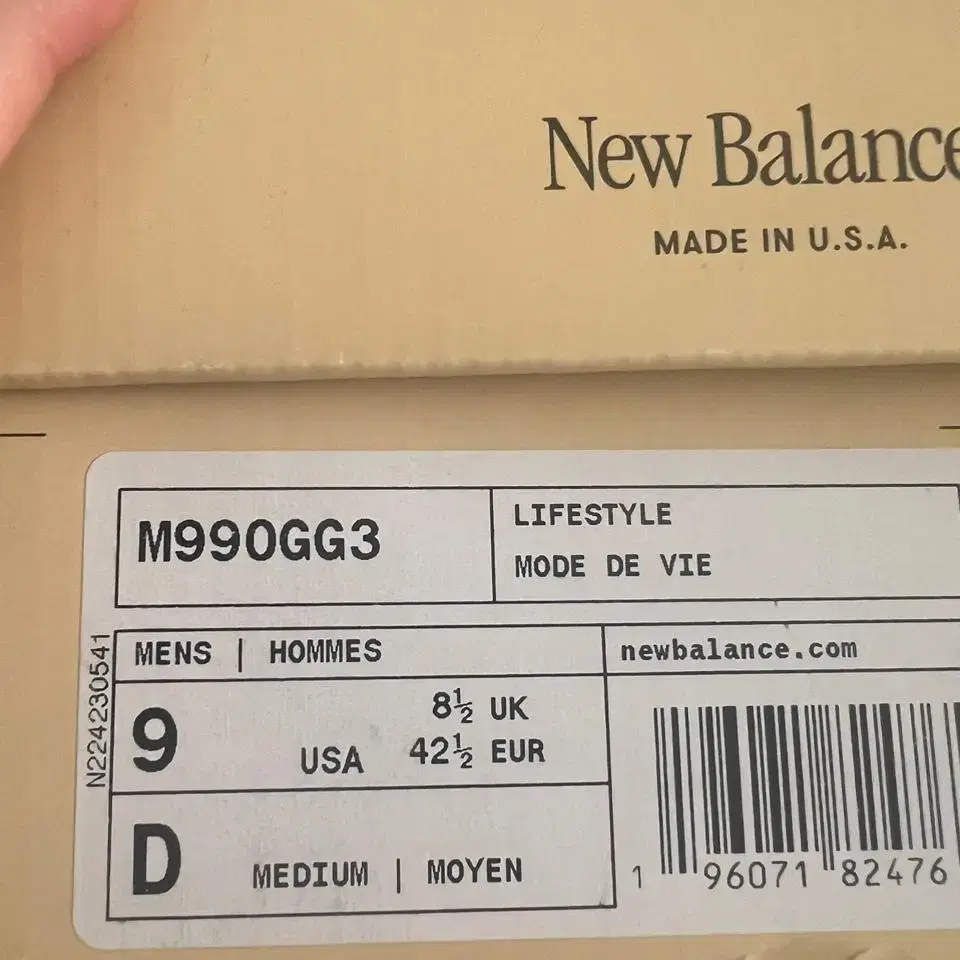 New Balance
MADE IN U.S.A.
M990GG3
LIFESTYLE
MODE DE VIE
MENS | HOMMES
newbalance.com
N224230541
9
USA
8½ UK
42½ EUR
D
MEDIUM | MOYEN
1 96071 82476